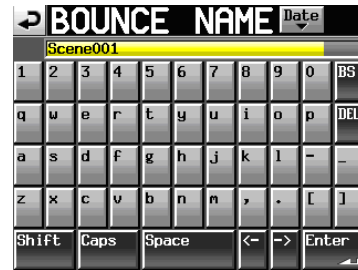 BOUNCE NAME Date
Scene001
1 2 3 4 5 6 7 8 9 0 BS
q w e r t y u i o p DEL
a s d f g h j k l - _
z x c v b n m , . [ ]
Shift Caps Space <- -> Enter